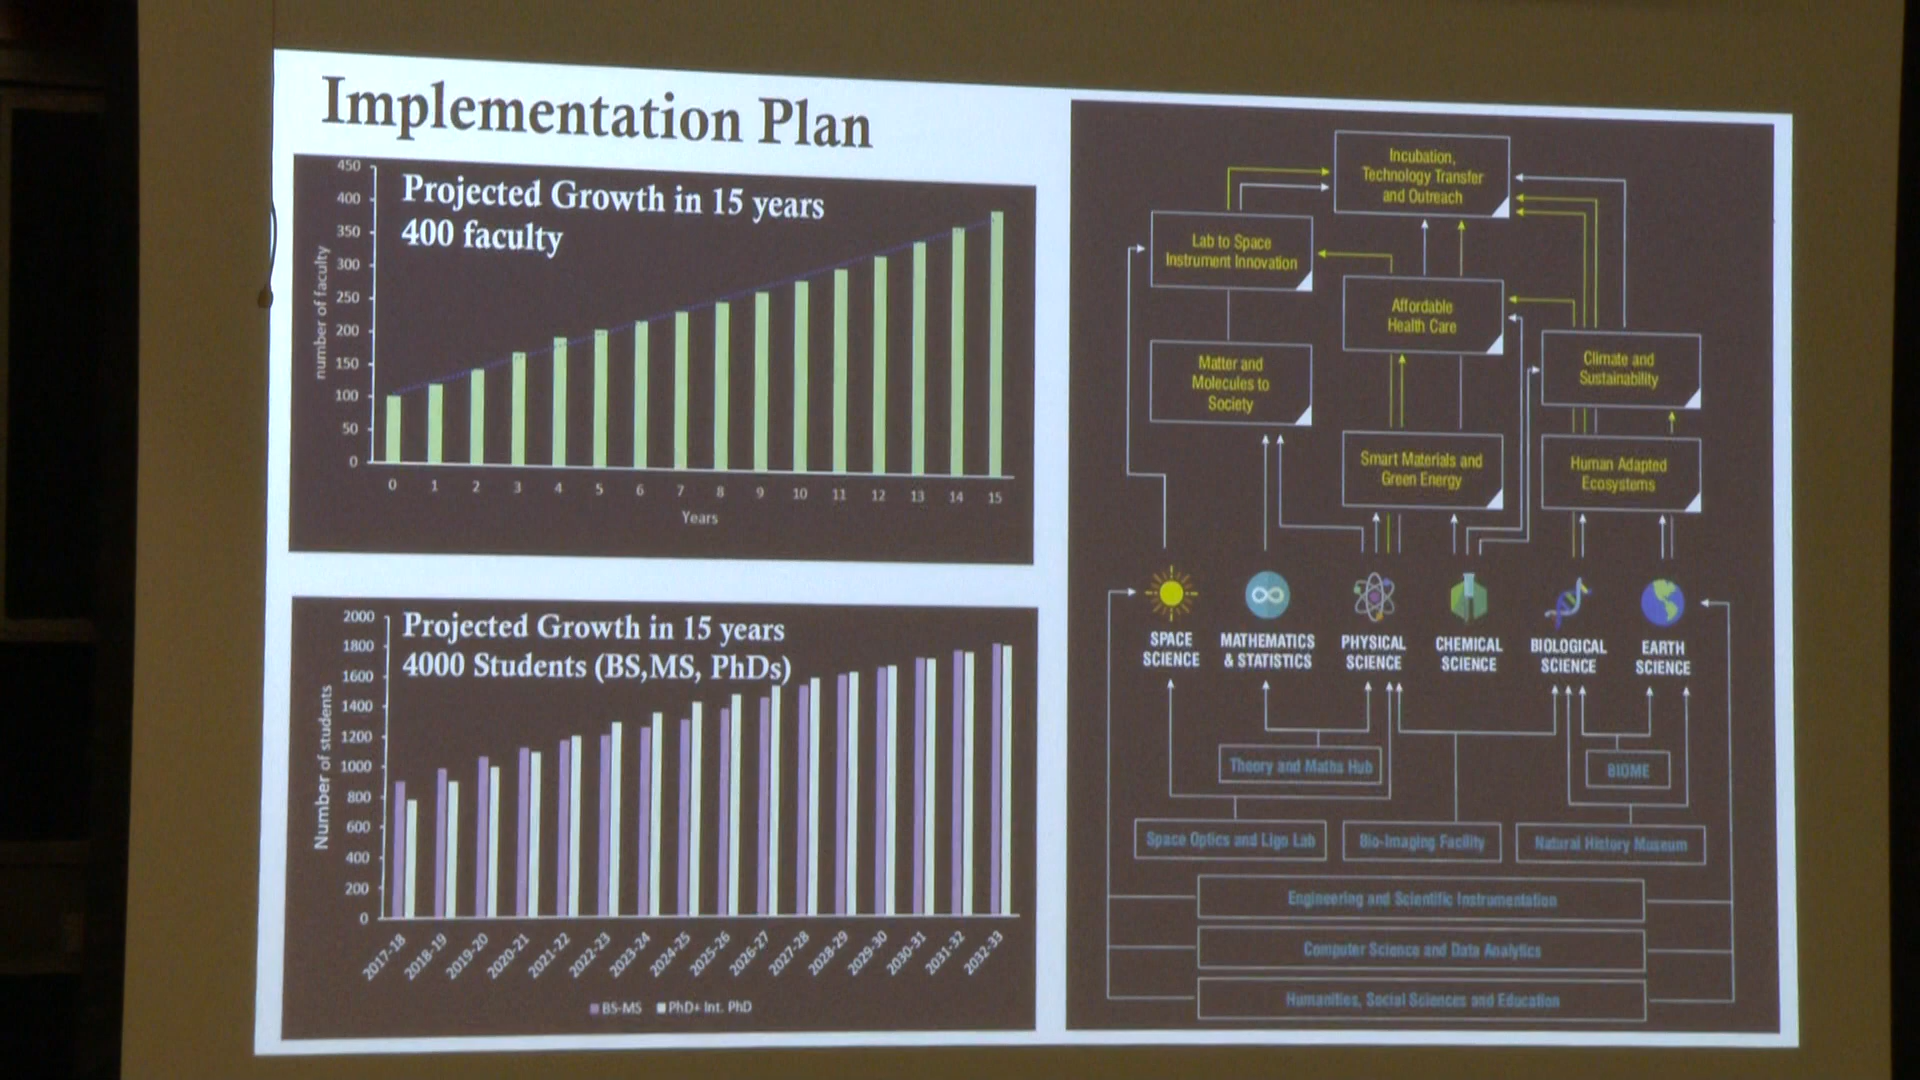 Implementation Plan
Projected Growth in 15 years
400 faculty
number of faculty
450
400
350
300
250
200
150
100
50
0
0 1 2 3 4 5 6 7 8 9 10 11 12 13 14 15
Years
Projected Growth in 15 years
4000 Students (BS,MS, PhDs)
Number of students
2000
1800
1600
1400
1200
1000
800
600
400
200
0
2017-18 2018-19 2019-20 2020-21 2021-22 2022-23 2023-24 2024-25 2025-26 2026-27 2027-28 2028-29 2029-30 2030-31 2031-32 2032-33
BS-MS PhD+ Int. PhD
Incubation,
Technology Transfer
and Outreach
Lab to Space
Instrument Innovation
Affordable
Health Care
Matter and
Molecules to
Society
Climate and
Sustainability
Smart Materials and
Green Energy
Human Adapted
Ecosystems
SPACE
SCIENCE
MATHEMATICS
& STATISTICS
PHYSICAL
SCIENCE
CHEMICAL
SCIENCE
BIOLOGICAL
SCIENCE
EARTH
SCIENCE
Theory and Maths Hub
BIOME
Space Optics and Ligo Lab
Bio-Imaging Facility
Natural History Museum
Engineering and Scientific Instrumentation
Computer Science and Data Analytics
Humanities, Social Sciences and Education